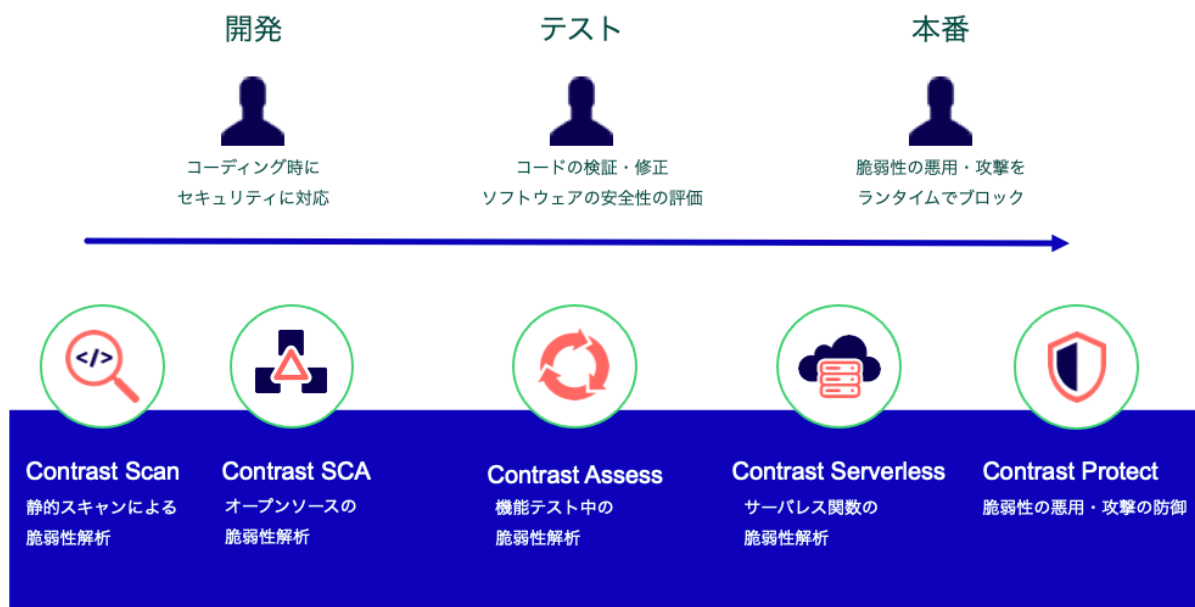 開発
テスト
本番
コーディング時に
セキュリティに対応
コードの検証・修正
ソフトウェアの安全性の評価
脆弱性の悪用・攻撃を
ランタイムでブロック
</>
Contrast Scan
静的スキャンによる
脆弱性解析
Contrast SCA
オープンソースの
脆弱性解析
Contrast Assess
機能テスト中の
脆弱性解析
Contrast Serverless
サーバレス関数の
脆弱性解析
Contrast Protect
脆弱性の悪用・攻撃の防御